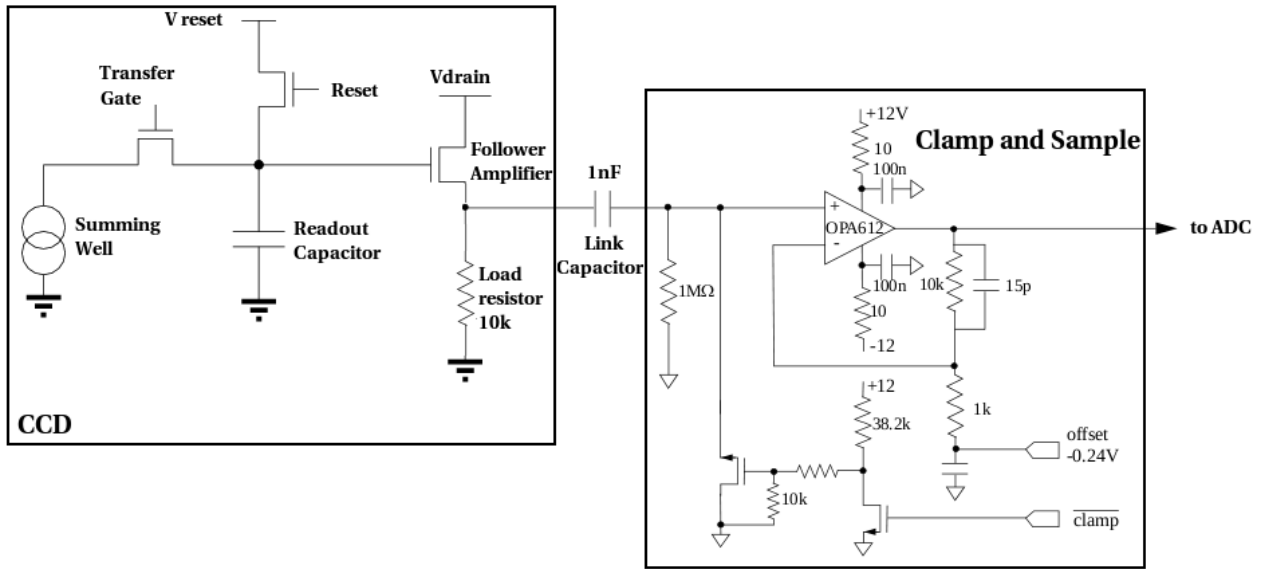 V reset
Transfer
Gate
Reset
Vdrain
Follower
Amplifier
Summing
Well
Readout
Capacitor
Load
resistor
10k
CCD
1nF
Link
Capacitor
Clamp and Sample
+12V
10
100n
+
OPA612
-
100n
10
-12
1MΩ
10k
15p
to ADC
+12
38.2k
1k
offset
-0.24V
10k
clamp